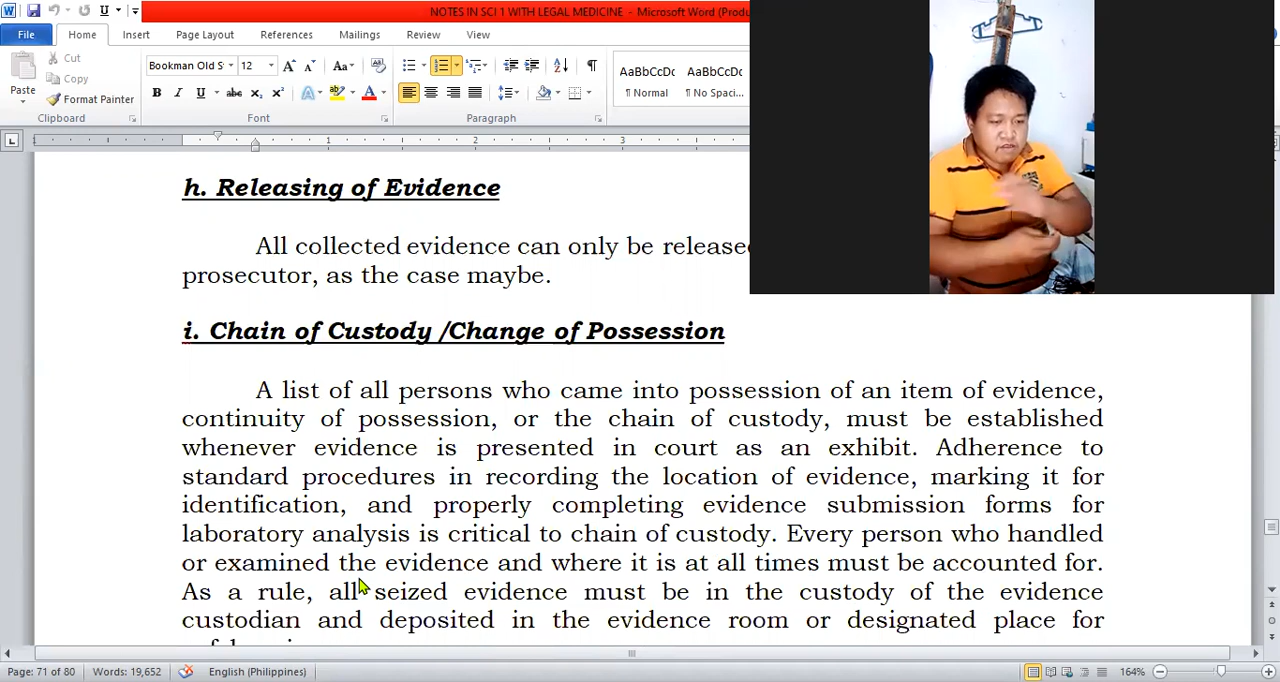 NOTES IN SCI 1 WITH LEGAL MEDICINE - Microsoft Word (Produ
File Home Insert Page Layout References Mailings Review View
Paste
Cut
Copy
Format Painter
Bookman Old S 12
AaBbCcDc AaBbCcDc
¶ Normal ¶ No Spaci...
Clipboard Font Paragraph
1 2 3
h. Releasing of Evidence
All collected evidence can only be released
prosecutor, as the case maybe.
i. Chain of Custody /Change of Possession
A list of all persons who came into possession of an item of evidence,
continuity of possession, or the chain of custody, must be established
whenever evidence is presented in court as an exhibit. Adherence to
standard procedures in recording the location of evidence, marking it for
identification, and properly completing evidence submission forms for
laboratory analysis is critical to chain of custody. Every person who handled
or examined the evidence and where it is at all times must be accounted for.
As a rule, all seized evidence must be in the custody of the evidence
custodian and deposited in the evidence room or designated place for
Page: 71 of 80 Words: 19,652 English (Philippines) 164%